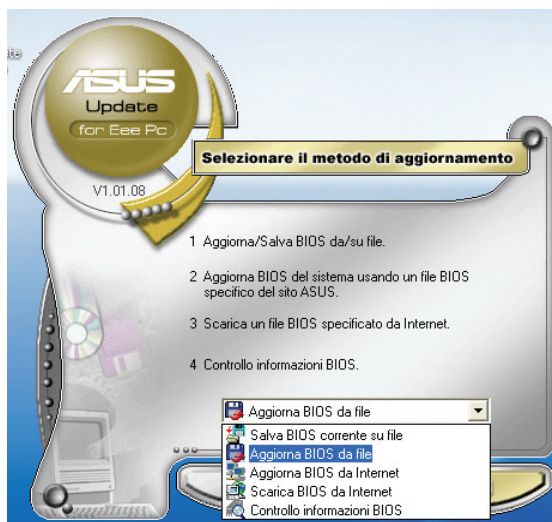 ASUS
Update
for Eee Pc
V1.01.08
Selezionare il metodo di aggiornamento
1 Aggiorna/Salva BIOS da/su file.
2 Aggiorna BIOS del sistema usando un file BIOS
specifico del sito ASUS.
3 Scarica un file BIOS specificato da Internet.
4 Controllo informazioni BIOS.
Aggiorna BIOS da file
Salva BIOS corrente su file
Aggiorna BIOS da file
Aggiorna BIOS da Internet
Scarica BIOS da Internet
Controllo informazioni BIOS